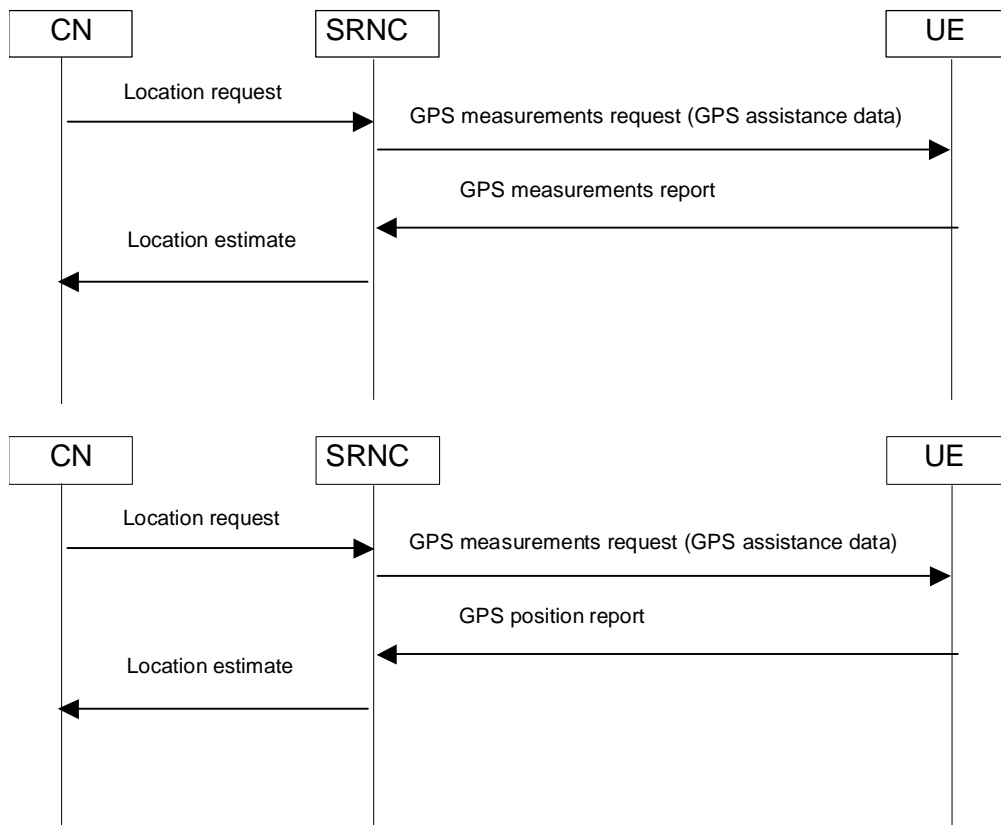 CN SRNC UE
Location request
GPS measurements request (GPS assistance data)
GPS measurements report
Location estimate
CN SRNC UE
Location request
GPS measurements request (GPS assistance data)
GPS position report
Location estimate